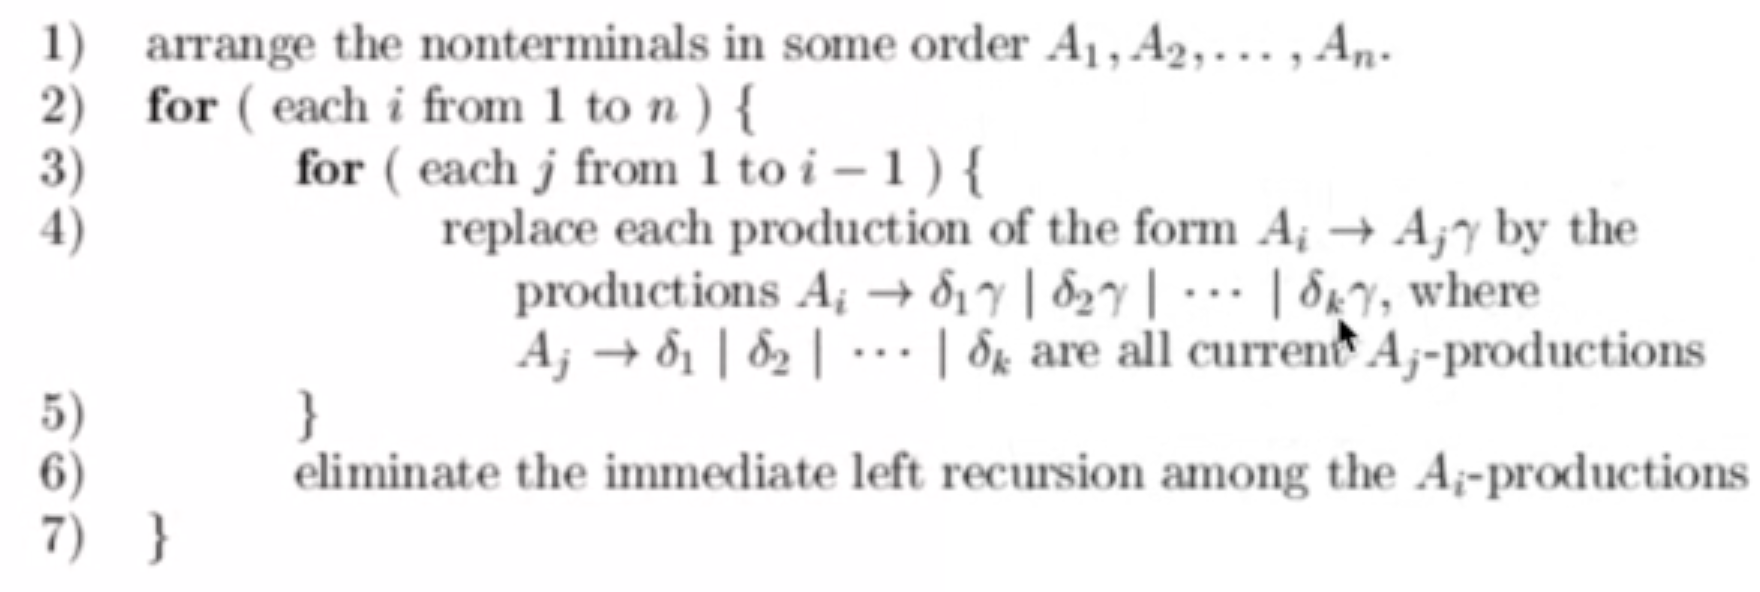 1) arrange the nonterminals in some order A₁, A₂, . . . , Aₙ.
2) for ( each i from 1 to n ) {
3) for ( each j from 1 to i − 1 ) {
4) replace each production of the form Aᵢ → Aⱼγ by the
productions Aᵢ → δ₁γ | δ₂γ | ⋯ | δₖγ, where
Aⱼ → δ₁ | δ₂ | ⋯ | δₖ are all current Aⱼ-productions
5) }
6) eliminate the immediate left recursion among the Aᵢ-productions
7) }